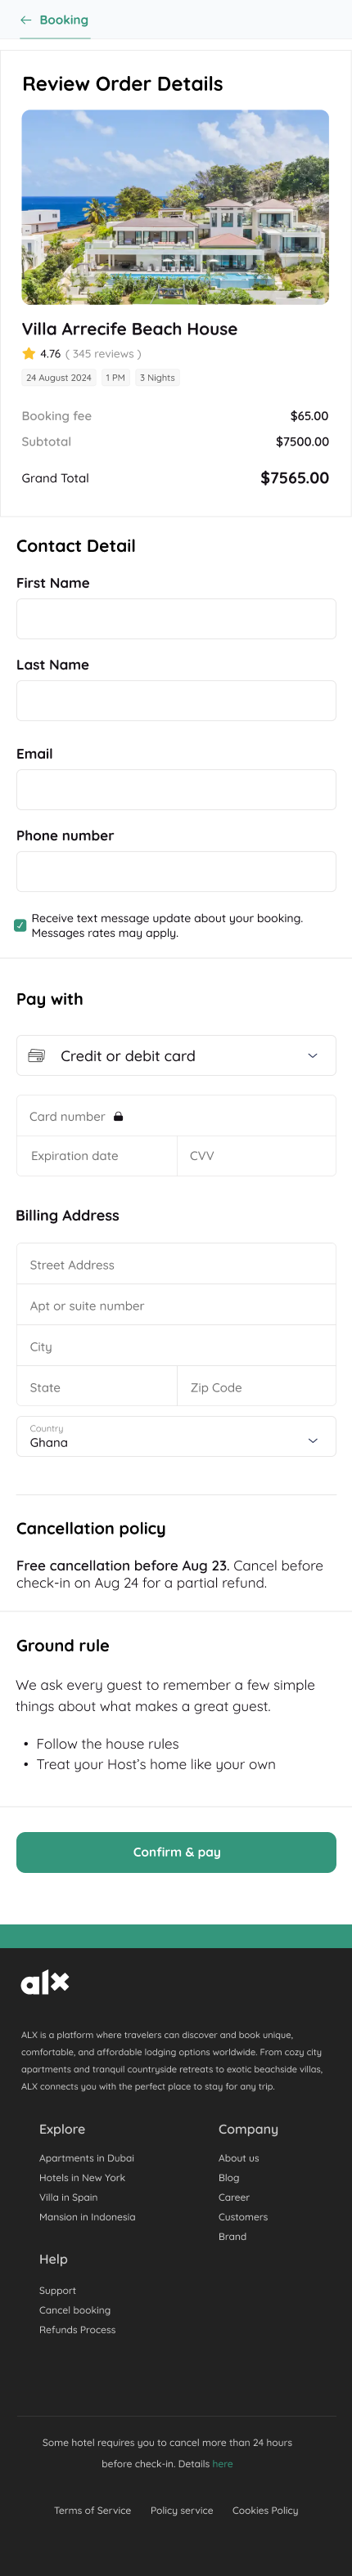 Booking
Review Order Details
Villa Arrecife Beach House
4.76 ( 345 reviews )
24 August 2024 1 PM 3 Nights
Booking fee $65.00
Subtotal $7500.00
Grand Total $7565.00
Contact Detail
First Name
Last Name
Email
Phone number
Receive text message update about your booking.
Messages rates may apply.
Pay with
Credit or debit card
Card number
Expiration date CVV
Billing Address
Street Address
Apt or suite number
City
State Zip Code
Country
Ghana
Cancellation policy
Free cancellation before Aug 23. Cancel before
check-in on Aug 24 for a partial refund.
Ground rule
We ask every guest to remember a few simple
things about what makes a great guest.
• Follow the house rules
• Treat your Host’s home like your own
Confirm & pay
alx
ALX is a platform where travelers can discover and book unique,
comfortable, and affordable lodging options worldwide. From cozy city
apartments and tranquil countryside retreats to exotic beachside villas,
ALX connects you with the perfect place to stay for any trip.
Explore
Apartments in Dubai
Hotels in New York
Villa in Spain
Mansion in Indonesia
Company
About us
Blog
Career
Customers
Brand
Help
Support
Cancel booking
Refunds Process
Some hotel requires you to cancel more than 24 hours
before check-in. Details here
Terms of Service Policy service Cookies Policy